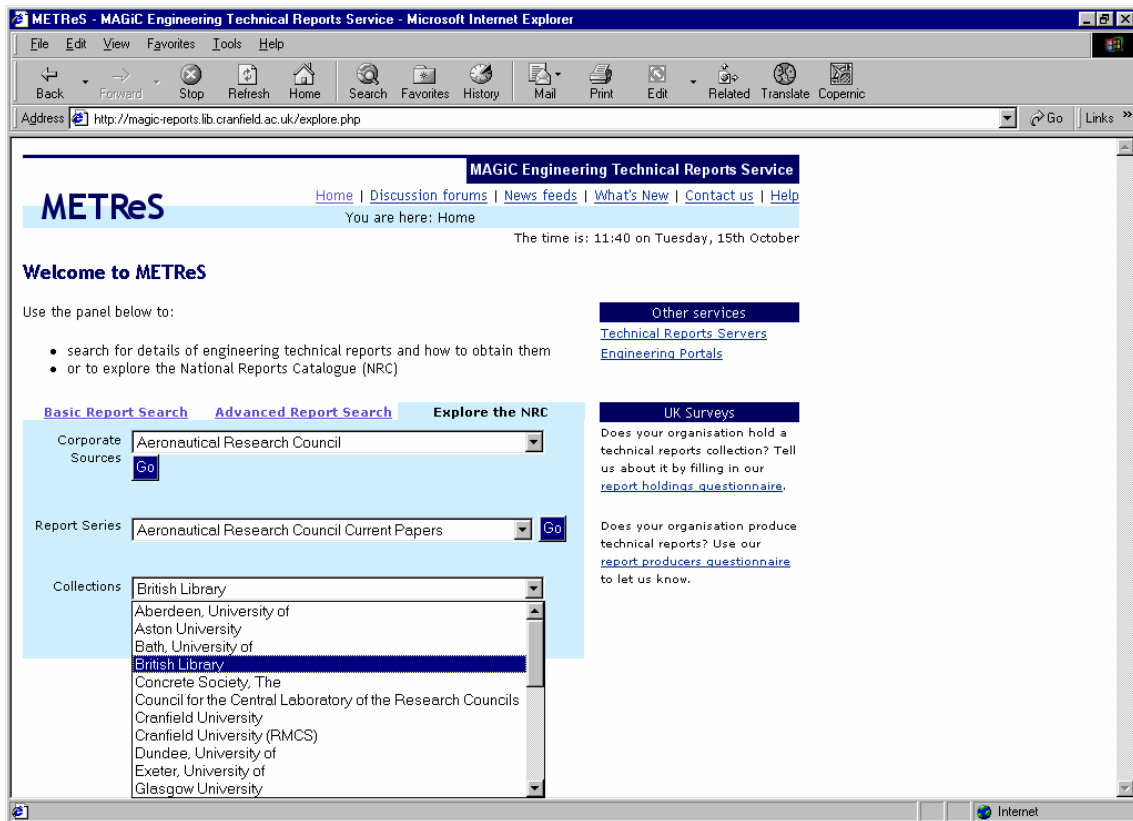 METReS - MAGiC Engineering Technical Reports Service - Microsoft Internet Explorer
File Edit View Favorites Tools Help
Back Forward Stop Refresh Home Search Favorites History Mail Print Edit Related Translate Copernic
Address http://magic-reports.lib.cranfield.ac.uk/explore.php Go Links »
MAGiC Engineering Technical Reports Service
METReS
Home | Discussion forums | News feeds | What's New | Contact us | Help
You are here: Home
The time is: 11:40 on Tuesday, 15th October
Welcome to METReS
Use the panel below to:
• search for details of engineering technical reports and how to obtain them
• or to explore the National Reports Catalogue (NRC)
Other services
Technical Reports Servers
Engineering Portals
Basic Report Search Advanced Report Search Explore the NRC
Corporate Sources Aeronautical Research Council
Go
Report Series Aeronautical Research Council Current Papers Go
Collections British Library
Aberdeen, University of
Aston University
Bath, University of
British Library
Concrete Society, The
Council for the Central Laboratory of the Research Councils
Cranfield University
Cranfield University (RMCS)
Dundee, University of
Exeter, University of
Glasgow University
UK Surveys
Does your organisation hold a
technical reports collection? Tell
us about it by filling in our
report holdings questionnaire.
Does your organisation produce
technical reports? Use our
report producers questionnaire
to let us know.
Internet